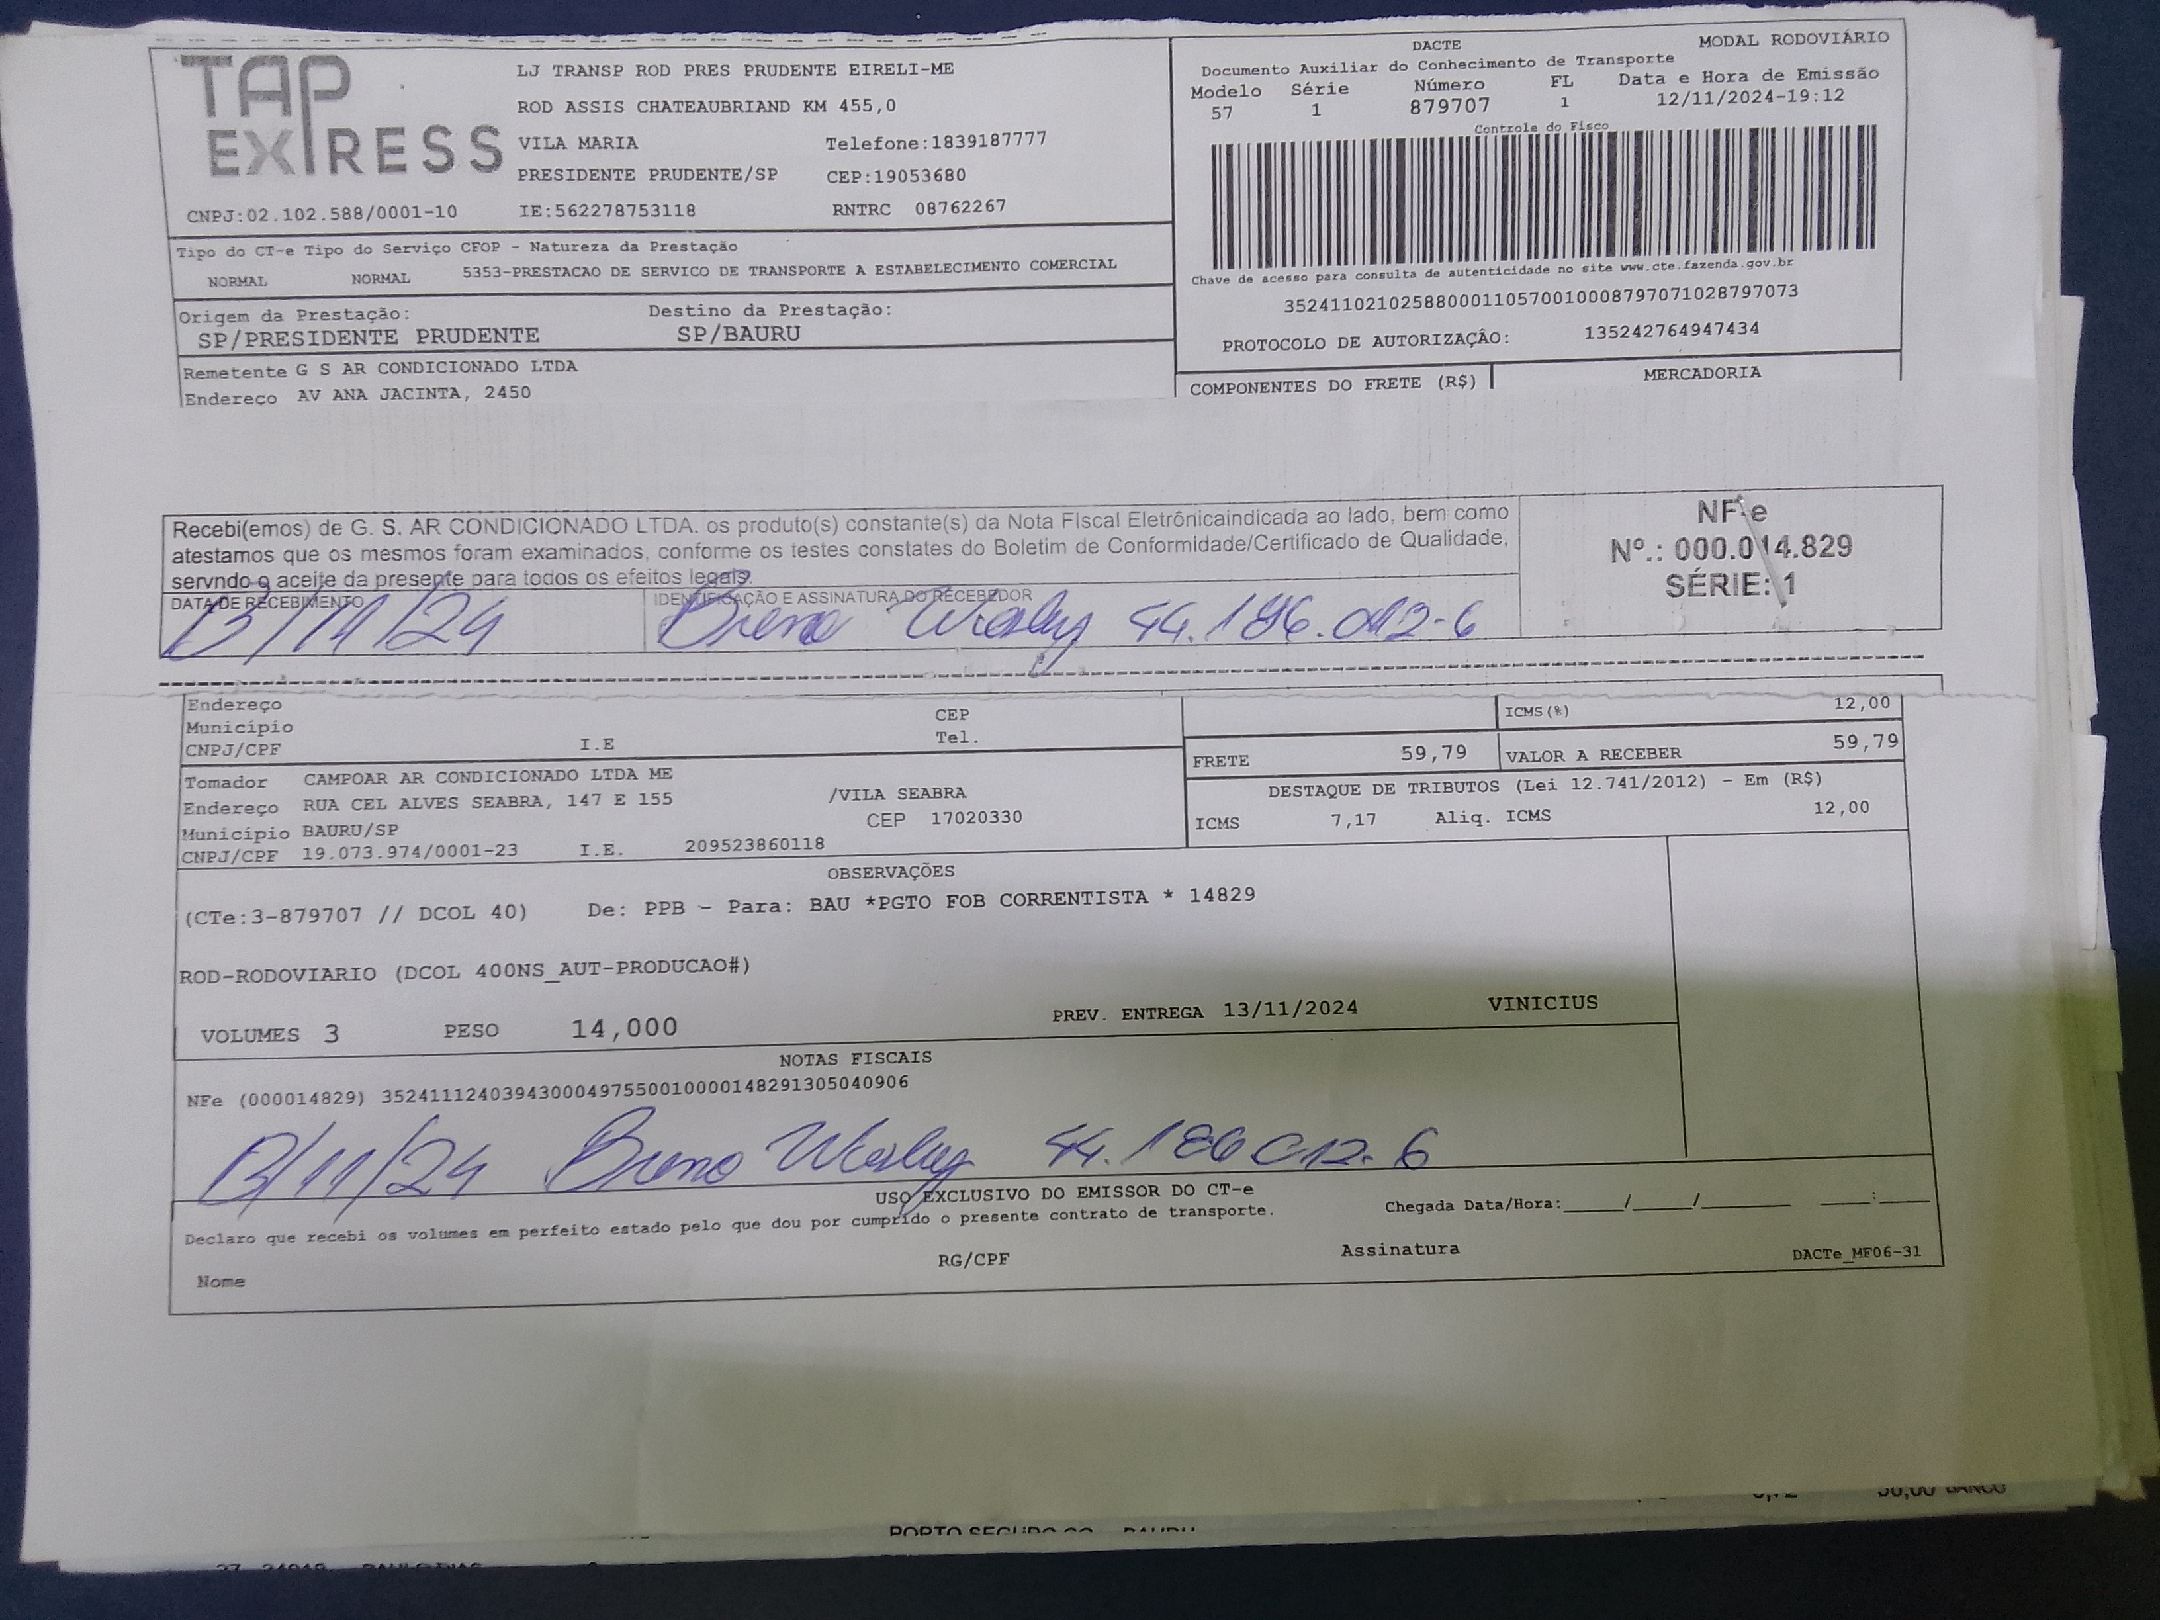 TAP EXPRESS
LJ TRANSP ROD PRES PRUDENTE EIRELI-ME
ROD ASSIS CHATEAUBRIAND KM 455,0
VILA MARIA Telefone:1839187777
PRESIDENTE PRUDENTE/SP CEP:19053680
CNPJ:02.102.588/0001-10 IE:562278753118 RNTRC 08762267
DACTE MODAL RODOVIÁRIO
Documento Auxiliar do Conhecimento de Transporte
Modelo Série Número FL Data e Hora de Emissão
57 1 879707 1 12/11/2024-19:12
Controle do Fisco
Chave de acesso para consulta de autenticidade no site www.cte.fazenda.gov.br
35241102102588000110570010008797071028797073
PROTOCOLO DE AUTORIZAÇÂO: 135242764947434
Tipo do CT-e Tipo do Serviço CFOP - Natureza da Prestação
NORMAL NORMAL 5353-PRESTACAO DE SERVICO DE TRANSPORTE A ESTABELECIMENTO COMERCIAL
Origem da Prestação: Destino da Prestação:
SP/PRESIDENTE PRUDENTE SP/BAURU
Remetente G S AR CONDICIONADO LTDA
Endereço AV ANA JACINTA, 2450
COMPONENTES DO FRETE (R$) MERCADORIA
Recebi(emos) de G. S. AR CONDICIONADO LTDA. os produto(s) constante(s) da Nota FIscal Eletrônicaindicada ao lado, bem como
atestamos que os mesmos foram examinados, conforme os testes constates do Boletim de Conformidade/Certificado de Qualidade,
servndo o aceite da presente para todos os efeitos legais.
DATA DE RECEBIMENTO IDENTIFICAÇÃO E ASSINATURA DO RECEBEDOR
13/11/24 Breno Wesley 44.186.012-6
NF-e
Nº.: 000.014.829
SÉRIE: 1
Endereço
Município CEP
CNPJ/CPF I.E Tel.
ICMS(%) 12,00
FRETE 59,79 VALOR A RECEBER 59,79
Tomador CAMPOAR AR CONDICIONADO LTDA ME
Endereço RUA CEL ALVES SEABRA, 147 E 155 /VILA SEABRA
Município BAURU/SP CEP 17020330
CNPJ/CPF 19.073.974/0001-23 I.E. 209523860118
DESTAQUE DE TRIBUTOS (Lei 12.741/2012) - Em (R$)
ICMS 7,17 Aliq. ICMS 12,00
OBSERVAÇÕES
(CTe:3-879707 // DCOL 40) De: PPB - Para: BAU *PGTO FOB CORRENTISTA * 14829
ROD-RODOVIARIO (DCOL 400NS_AUT-PRODUCAO#)
VOLUMES 3 PESO 14,000 PREV. ENTREGA 13/11/2024 VINICIUS
NOTAS FISCAIS
NFe (000014829) 35241112403943000497550010000148291305040906
13/11/24 Breno Wesley 44.186 012-6
USO EXCLUSIVO DO EMISSOR DO CT-e
Declaro que recebi os volumes em perfeito estado pelo que dou por cumprido o presente contrato de transporte. Chegada Data/Hora:_____/_____/________ ____:____
Nome RG/CPF Assinatura DACTe_MF06-31